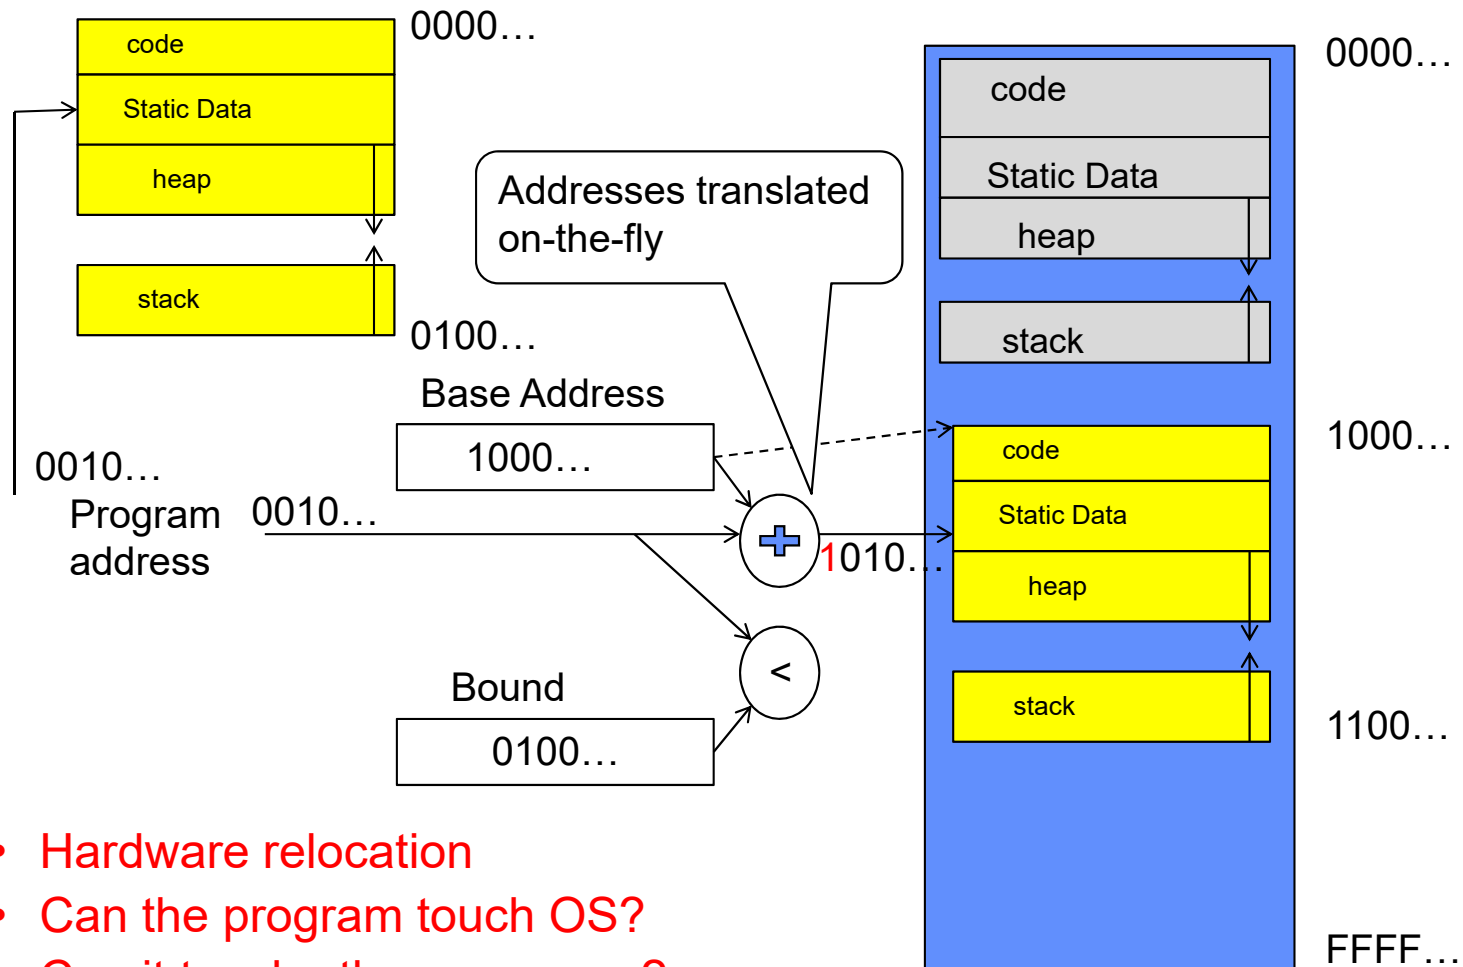 code
Static Data
heap
stack
0000…
0100…
Addresses translated
on-the-fly
Base Address
1000…
0010…
Program
address
0010…
+
1010…
<
Bound
0100…
code
Static Data
heap
stack
code
Static Data
heap
stack
0000…
1000…
1100…
FFFF…
• Hardware relocation
• Can the program touch OS?